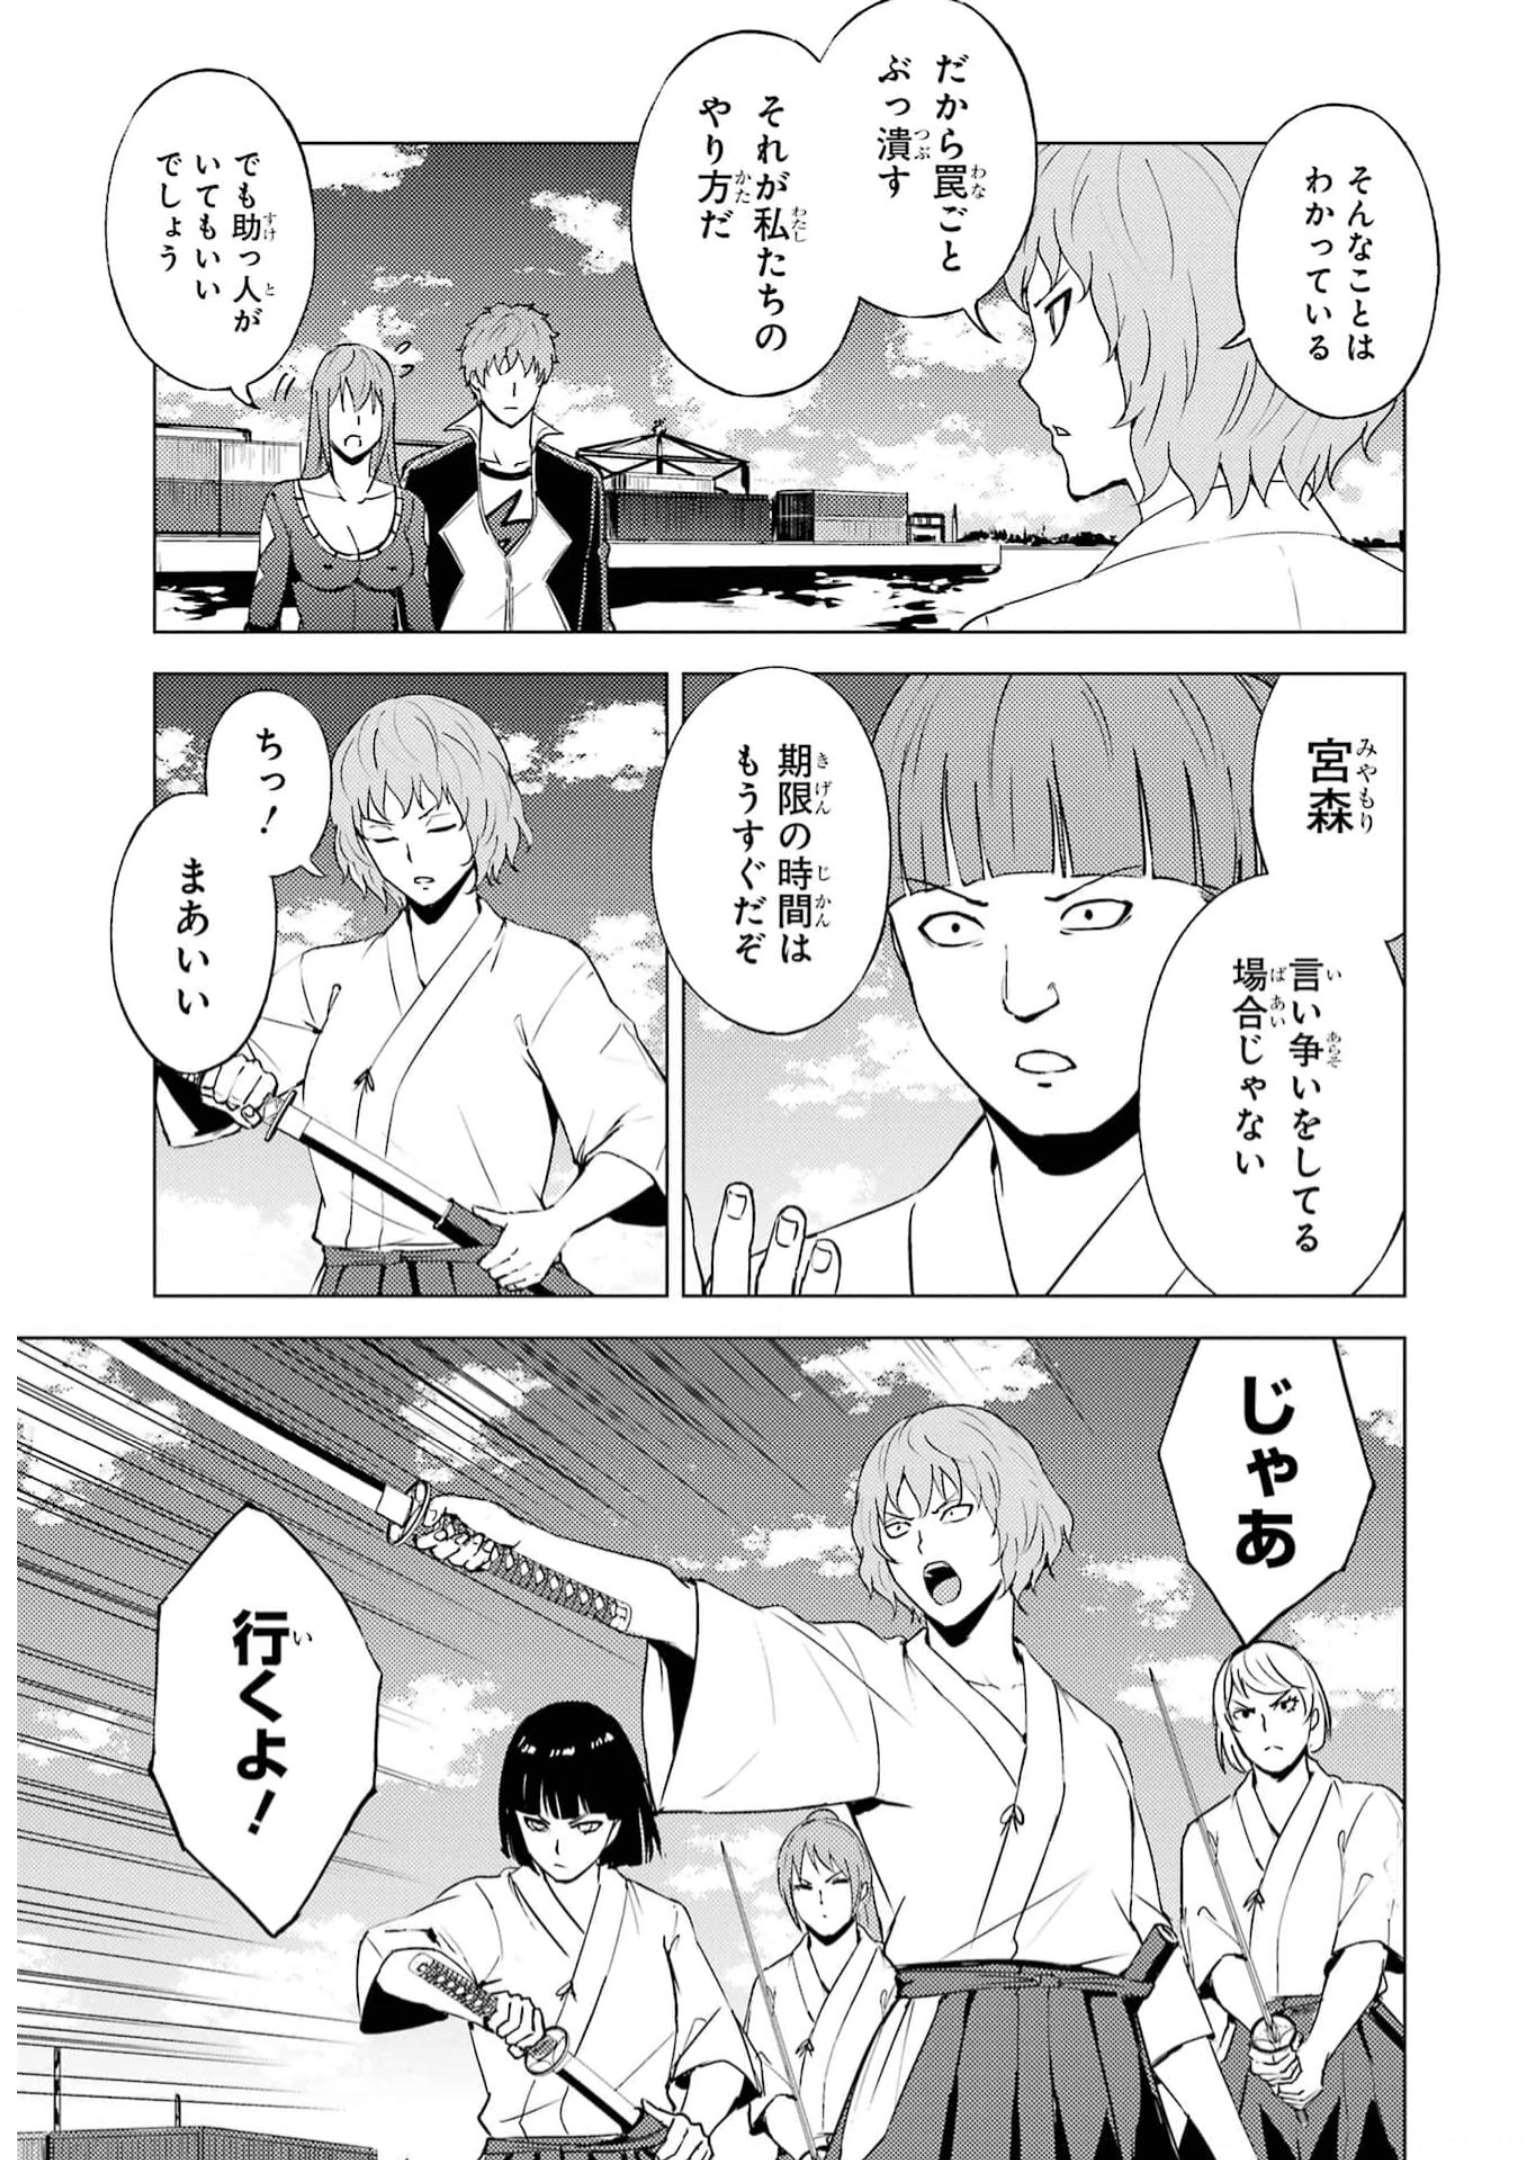 そんなことは
わかっている
だから罠ごと
ぶっ潰す
それが私たちの
やり方だ
でも助っ人が
いてもいい
でしょう
宮森
言い争いをしてる
場合じゃない
期限の時間は
もうすぐだぞ
ちっ！
まあいい
じゃあ
行くよ！